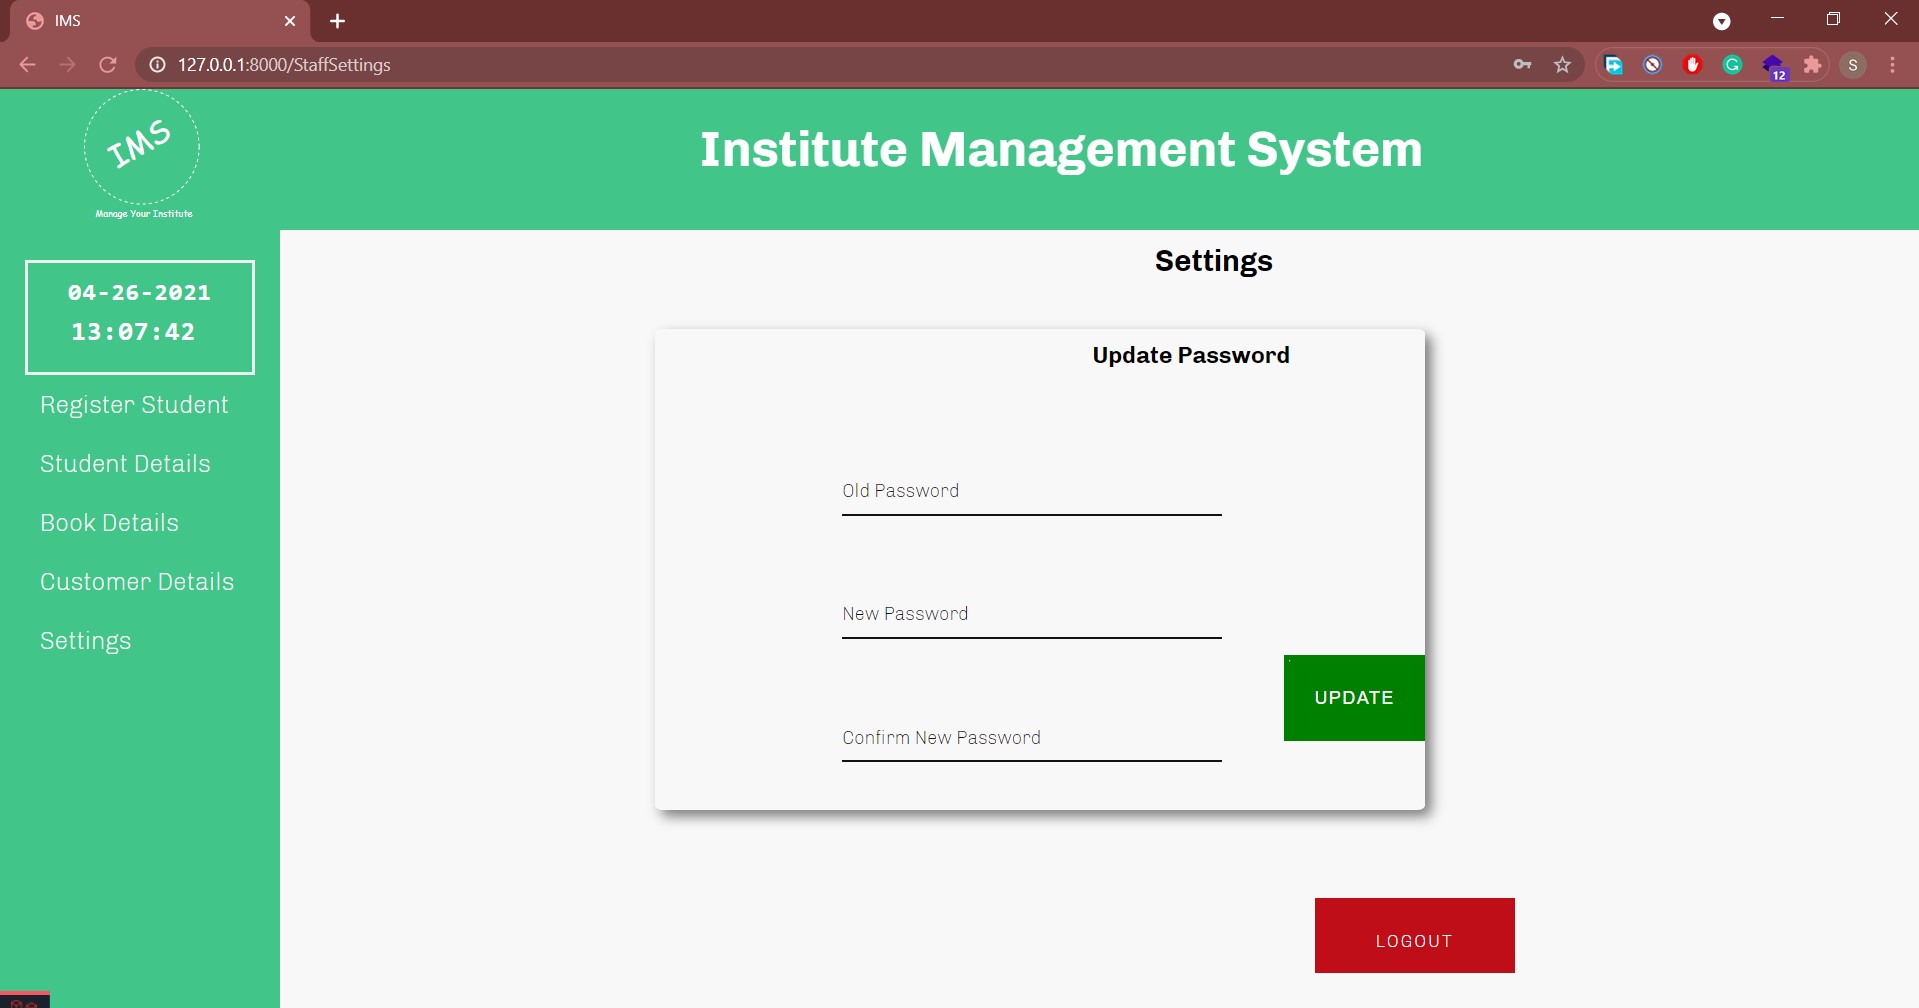 IMS
127.0.0.1:8000/StaffSettings
12
S
IMS
Manage Your Institute
Institute Management System
04-26-2021
13:07:42
Register Student
Student Details
Book Details
Customer Details
Settings
Settings
Update Password
Old Password
New Password
Confirm New Password
UPDATE
LOGOUT